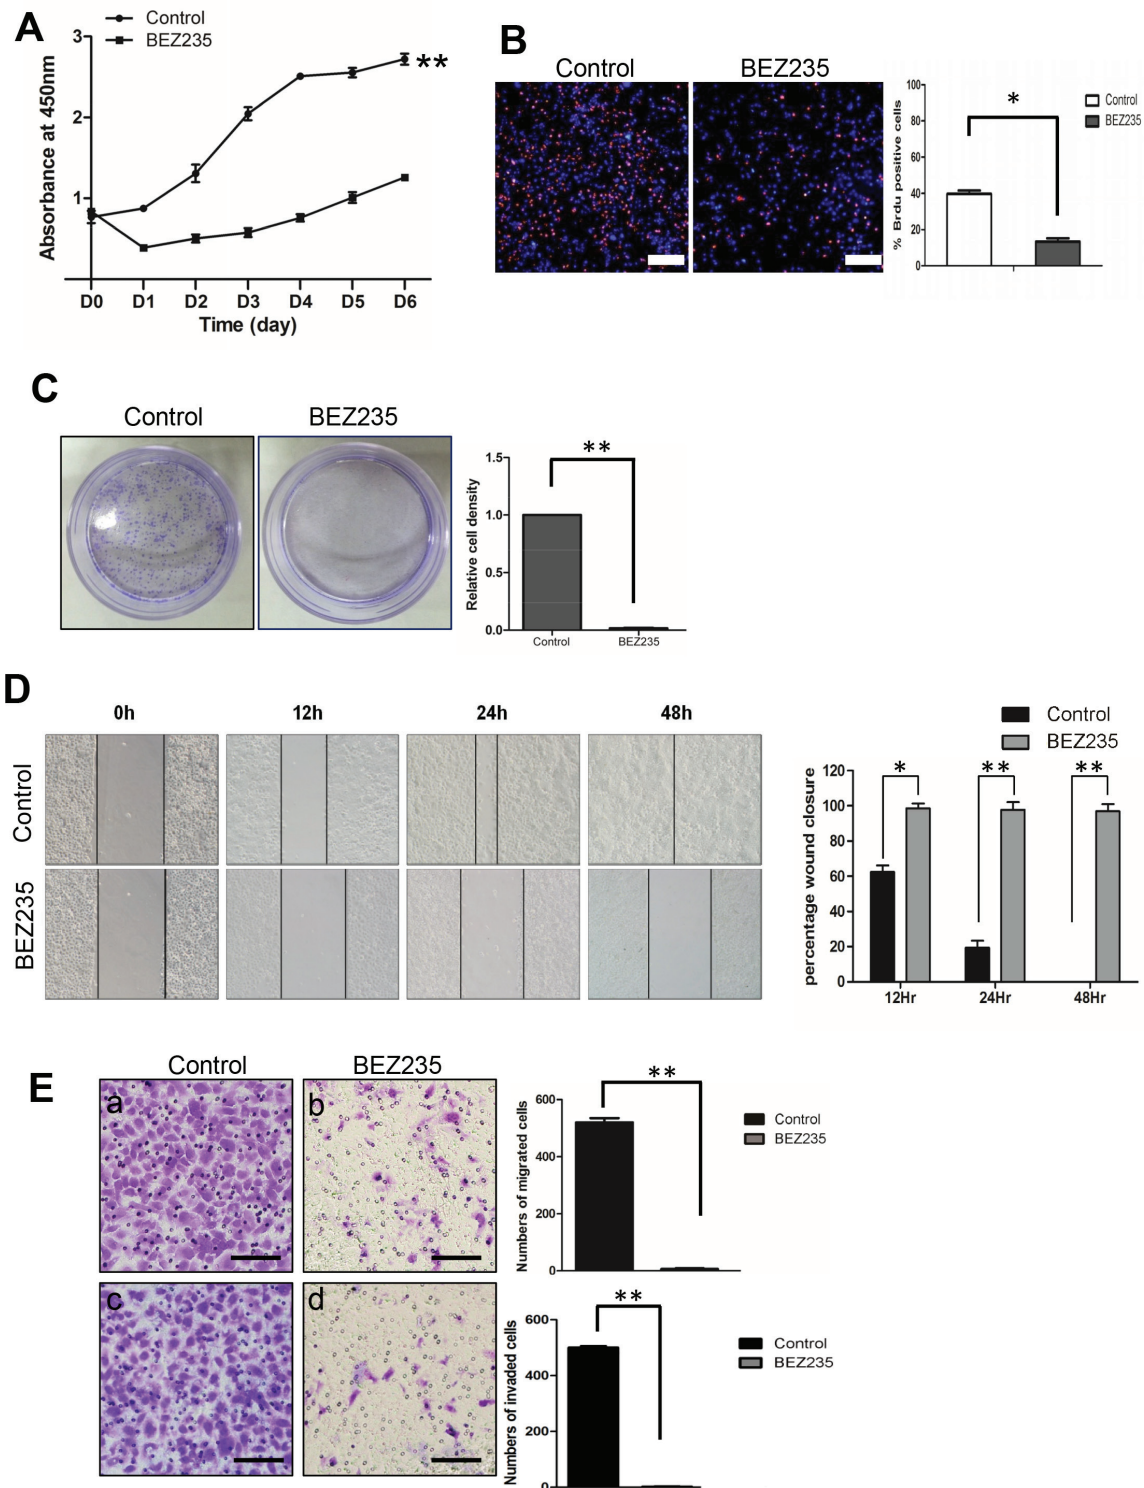 A
Control
BEZ235
Absorbance at 450nm
3
2
1
**
D0 D1 D2 D3 D4 D5 D6
Time (day)
B
Control BEZ235
% Brdu positive cells
100
80
60
40
20
0
*
Control
BEZ235
C
Control BEZ235
Relative cell density
1.5
1.0
0.5
0.0
**
Control BEZ235
D
0h 12h 24h 48h
Control
BEZ235
Control
BEZ235
percentage wound closure
120
100
80
60
40
20
0
* ** **
12Hr 24Hr 48Hr
E
Control BEZ235
a b
Numbers of migrated cells
600
400
200
0
**
Control
BEZ235
c d
Numbers of invaded cells
600
400
200
0
**
Control
BEZ235